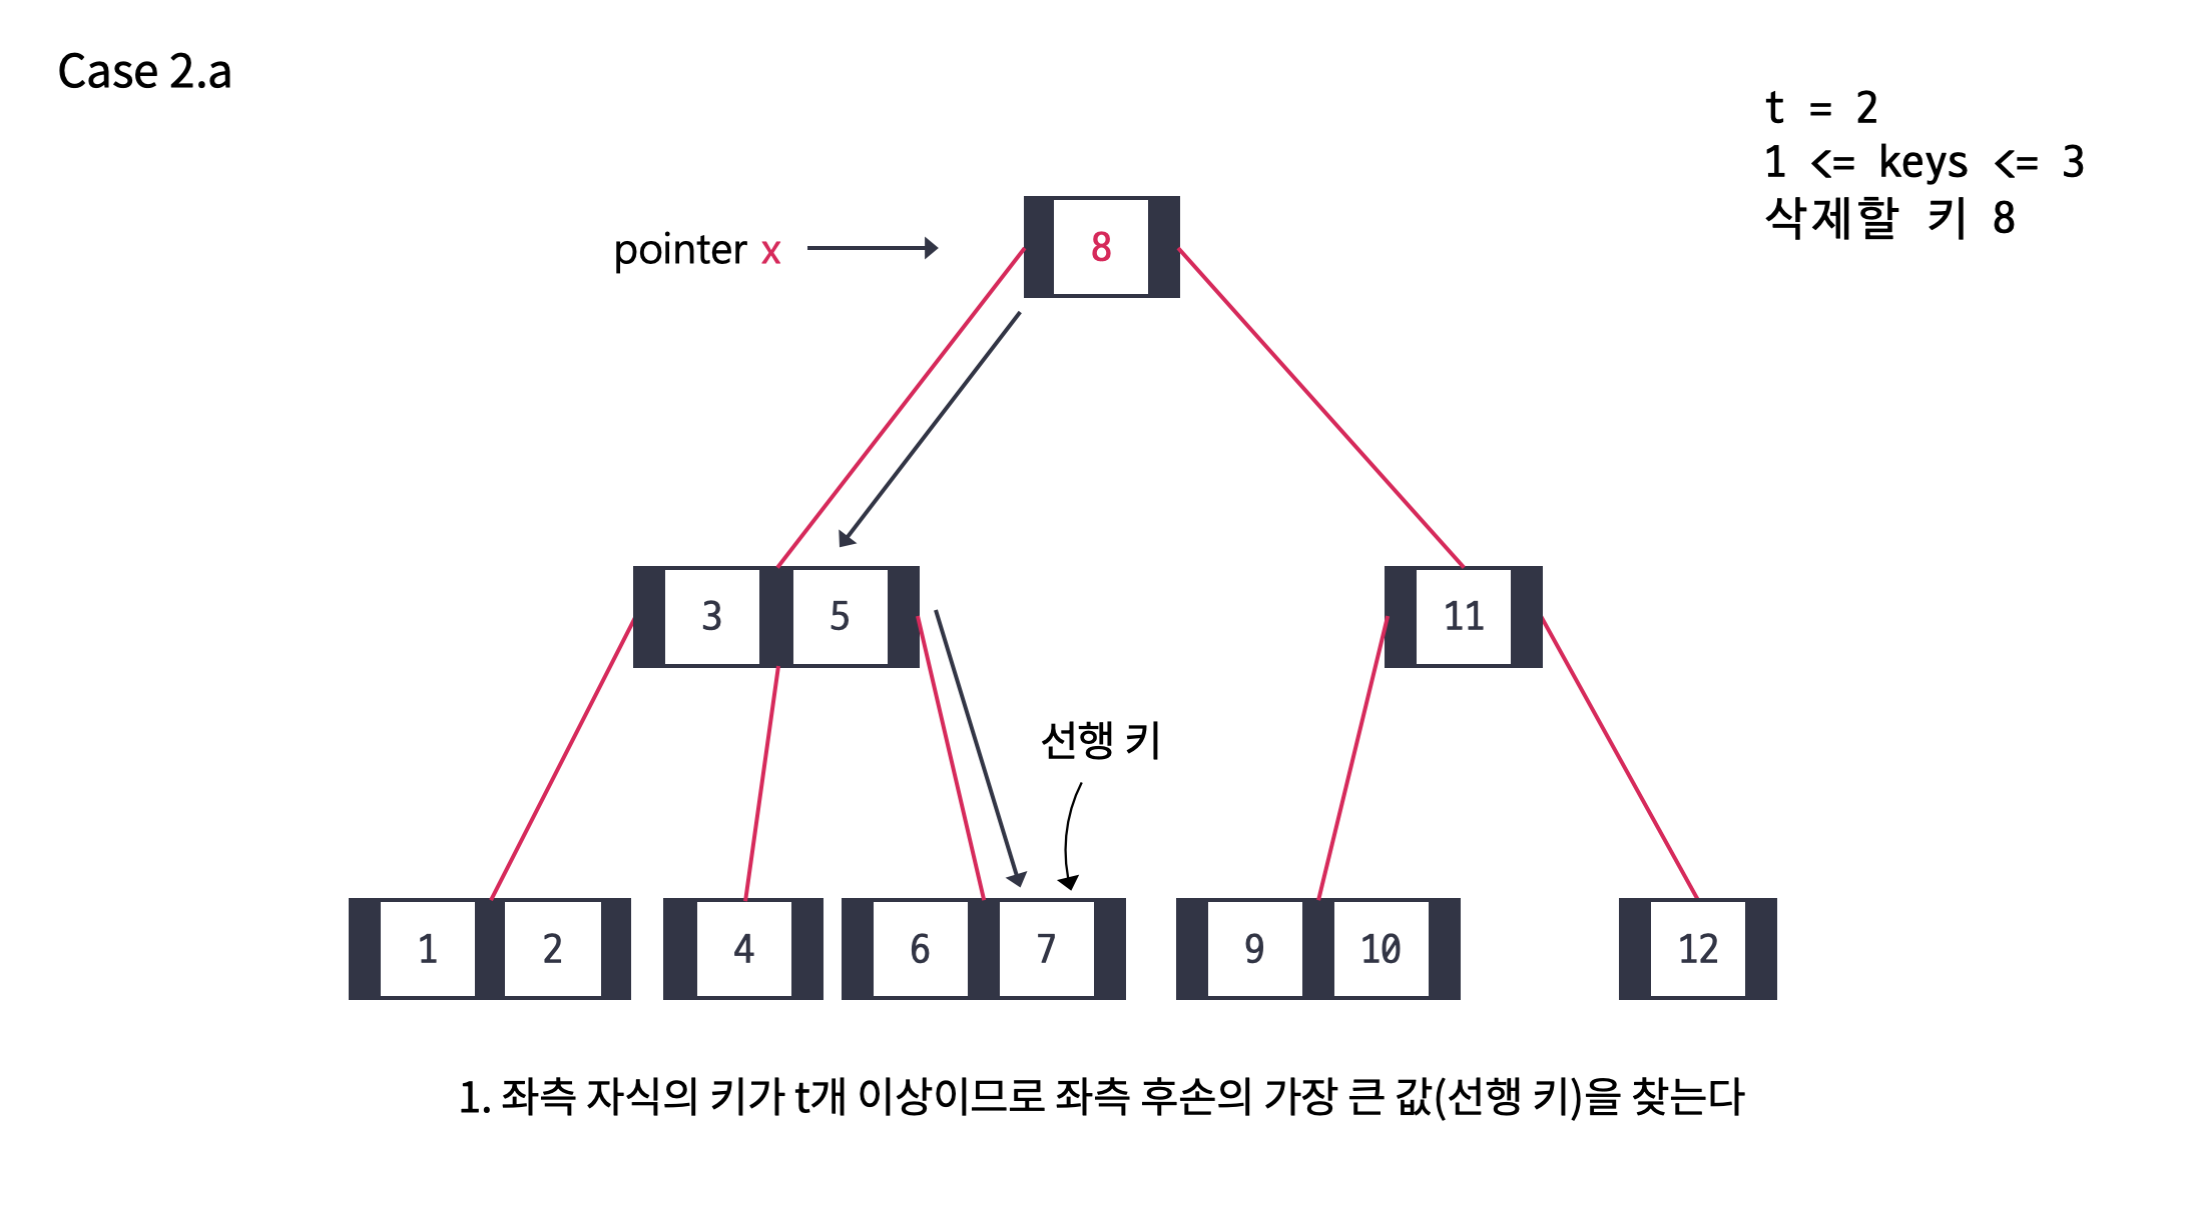 Case 2.a
t = 2
1 <= keys <= 3
삭제할 키 8
pointer x
8
3 5
11
선행 키
1 2
4
6 7
9 10
12
1. 좌측 자식의 키가 t개 이상이므로 좌측 후손의 가장 큰 값(선행 키)을 찾는다